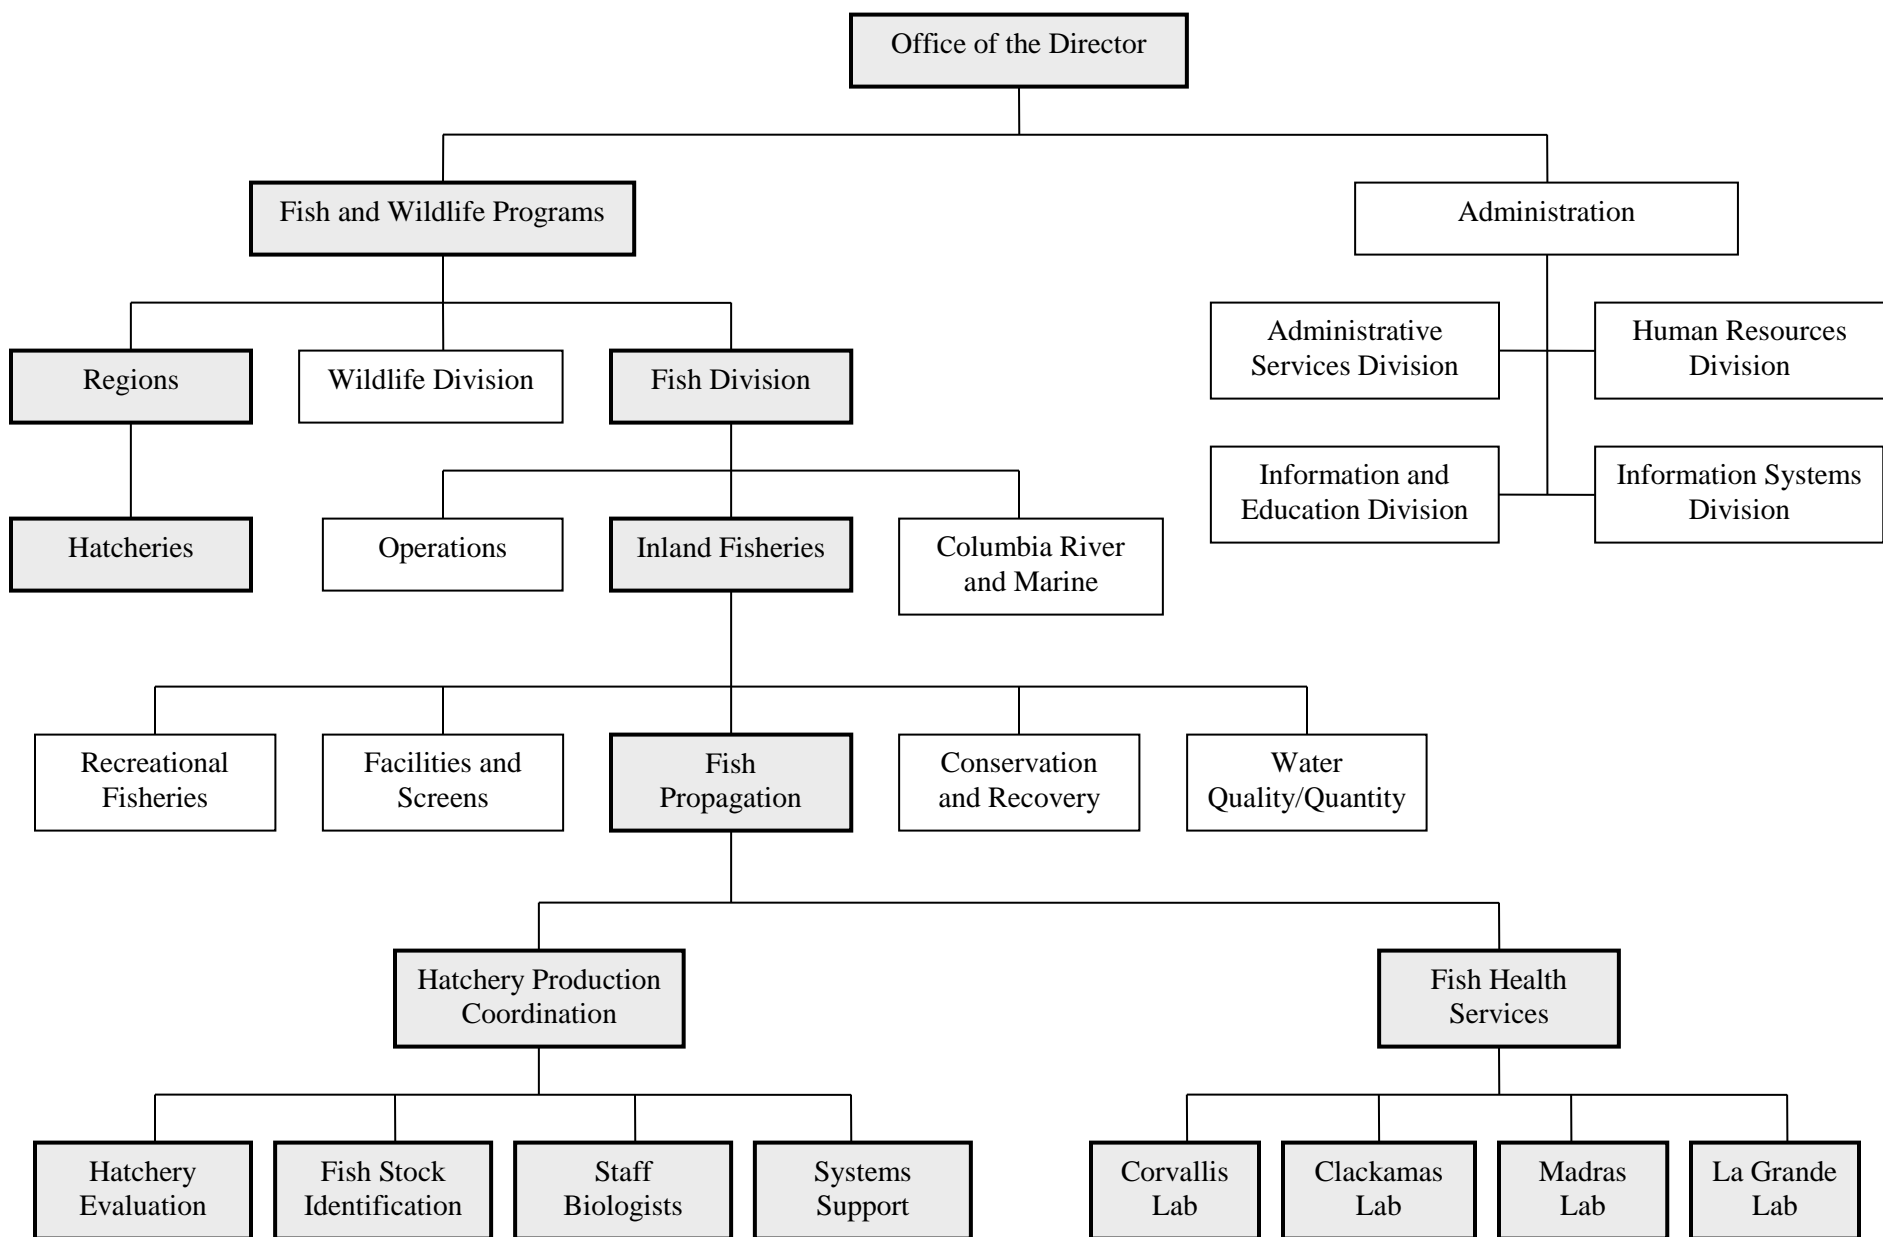 Office of the Director
Fish and Wildlife Programs
Administration
Regions
Wildlife Division
Fish Division
Administrative
Services Division
Human Resources
Division
Hatcheries
Operations
Inland Fisheries
Columbia River
and Marine
Information and
Education Division
Information Systems
Division
Recreational
Fisheries
Facilities and
Screens
Fish
Propagation
Conservation
and Recovery
Water
Quality/Quantity
Hatchery Production
Coordination
Fish Health
Services
Hatchery
Evaluation
Fish Stock
Identification
Staff
Biologists
Systems
Support
Corvallis
Lab
Clackamas
Lab
Madras
Lab
La Grande
Lab